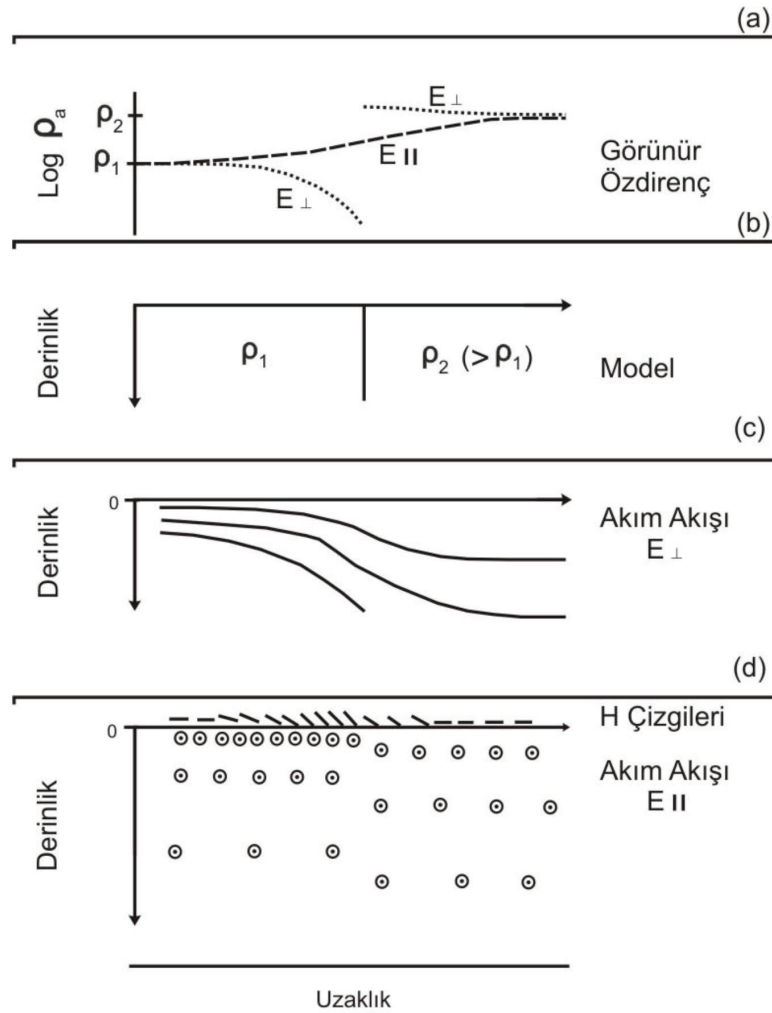 (a)
Log ρa
ρ2
ρ1
E⊥
E II
E⊥
Görünür
Özdirenç
(b)
Derinlik
ρ1
ρ2 (> ρ1)
Model
(c)
Derinlik
0
Akım Akışı
E⊥
(d)
Derinlik
0
H Çizgileri
Akım Akışı
E II
Uzaklık